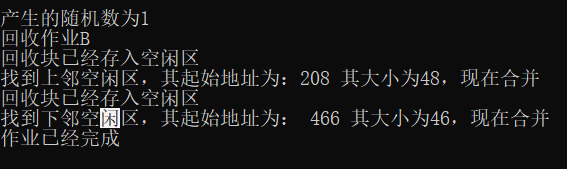 产生的随机数为1
回收作业B
回收块已经存入空闲区
找到上邻空闲区，其起始地址为：208 其大小为48，现在合并
回收块已经存入空闲区
找到下邻空闲区，其起始地址为： 466 其大小为46，现在合并
作业已经完成